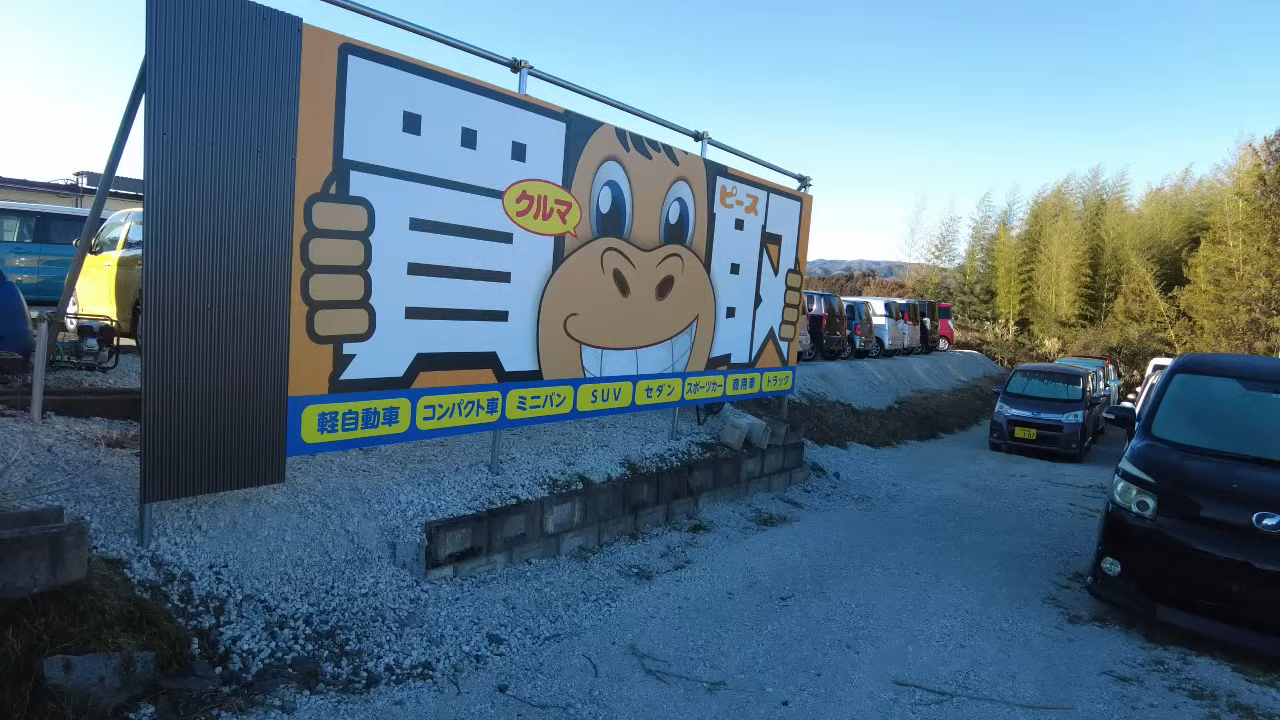 買取
クルマ
ピース
軽自動車 コンパクト車 ミニバン SUV セダン スポーツカー 商用車 トラック